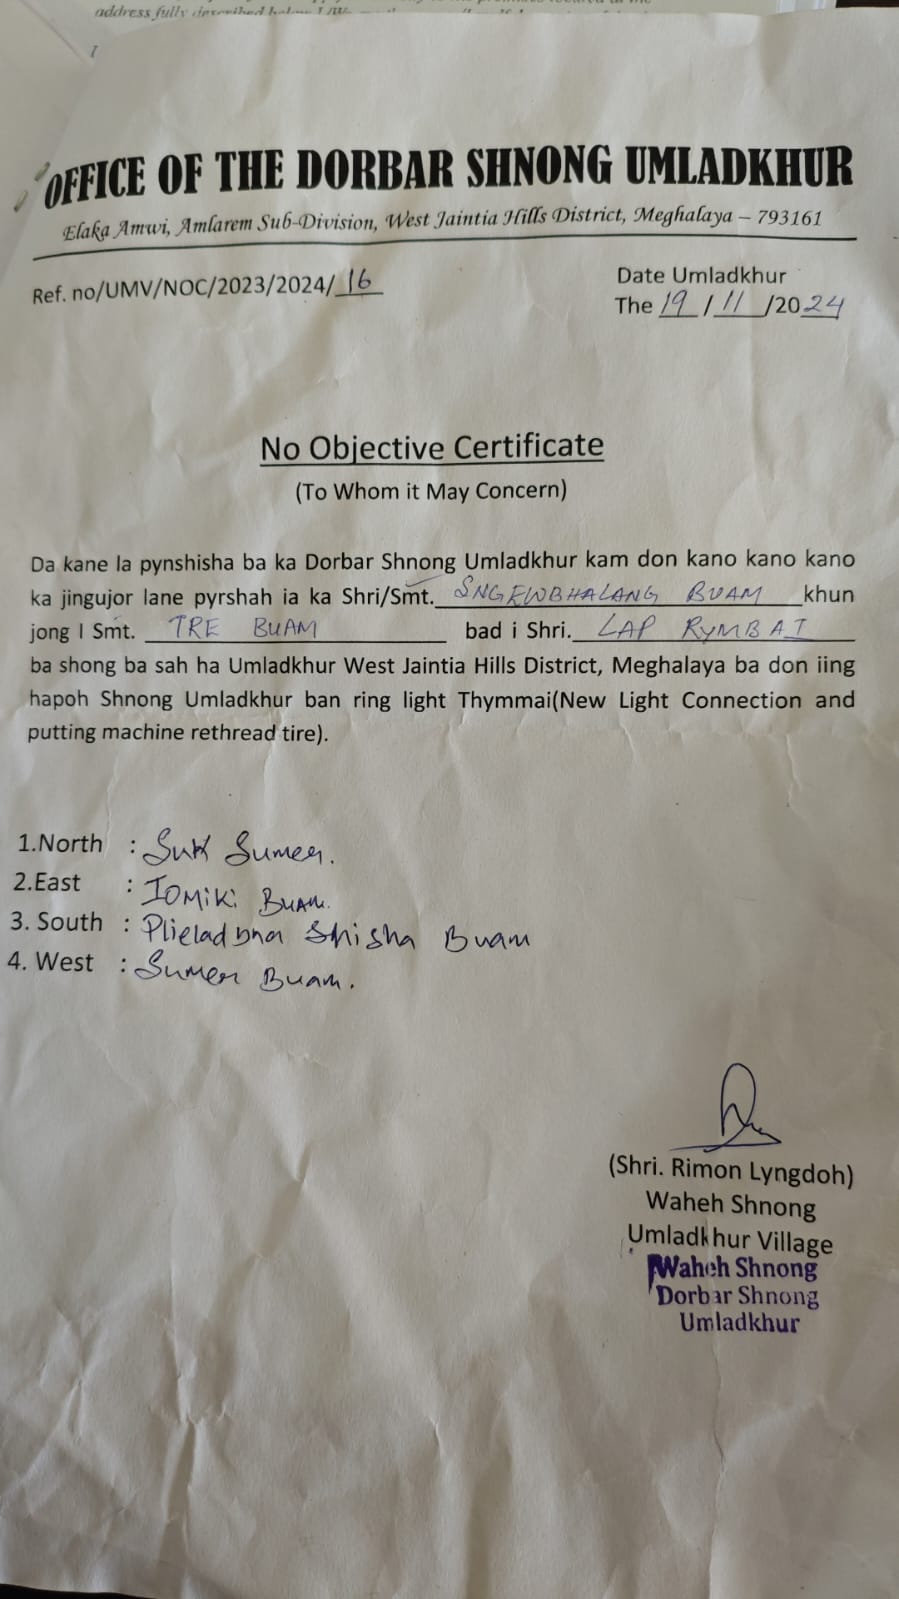 address fully described below I /We
I
OFFICE OF THE DORBAR SHNONG UMLADKHUR
Elaka Amwi, Amlarem Sub-Division, West Jaintia Hills District, Meghalaya – 793161
Ref. no/UMV/NOC/2023/2024/ 16
Date Umladkhur
The 19 / 11 /2024
No Objective Certificate
(To Whom it May Concern)
Da kane la pynshisha ba ka Dorbar Shnong Umladkhur kam don kano kano kano
ka jingujor lane pyrshah ia ka Shri/Smt. SNGEWBHALANG BUAM khun
jong I Smt. TRE BUAM bad i Shri. LAP RYMBAI
ba shong ba sah ha Umladkhur West Jaintia Hills District, Meghalaya ba don iing
hapoh Shnong Umladkhur ban ring light Thymmai(New Light Connection and
putting machine rethread tire).
1.North : Suk Sumer.
2.East : Iomiki Buam.
3. South : Shisha Buam
4. West : Sumer Buam.
(Shri. Rimon Lyngdoh)
Waheh Shnong
Umladkhur Village
Waheh Shnong
Dorbar Shnong
Umladkhur